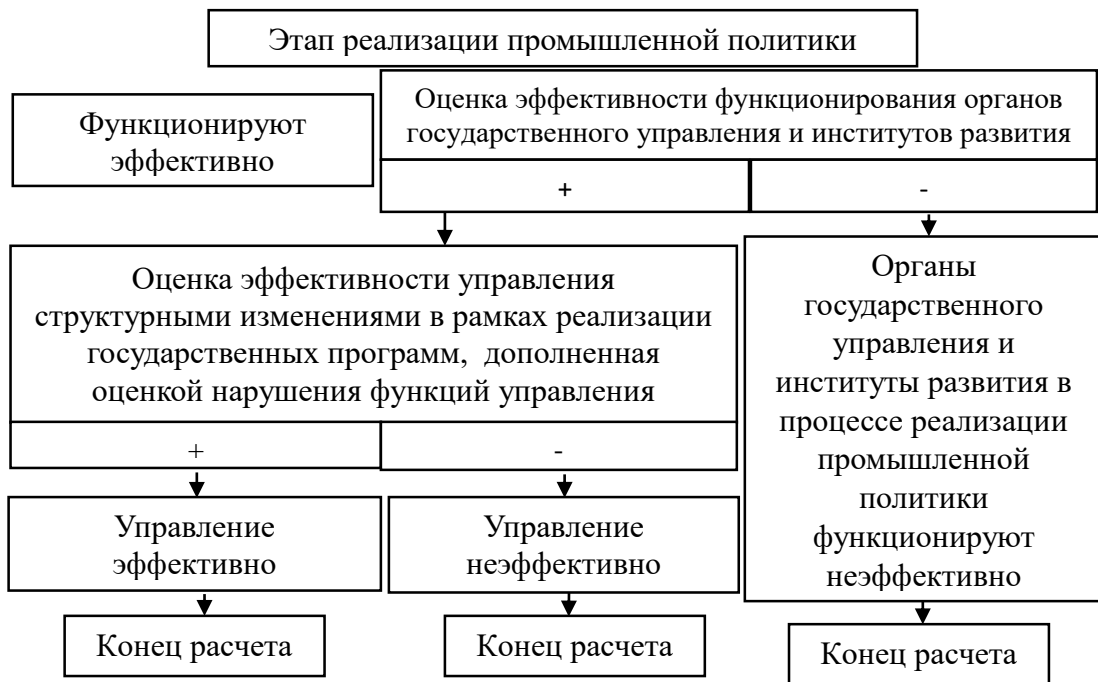 Этап реализации промышленной политики
Функционируют
эффективно
Оценка эффективности функционирования органов
государственного управления и институтов развития
+
-
Оценка эффективности управления
структурными изменениями в рамках реализации
государственных программ, дополненная
оценкой нарушения функций управления
+
-
Органы
государственного
управления и
институты развития в
процессе реализации
промышленной
политики
функционируют
неэффективно
Управление
эффективно
Управление
неэффективно
Конец расчета
Конец расчета
Конец расчета